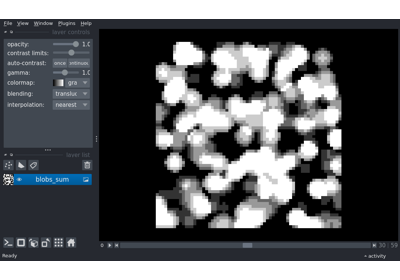 File View Window Plugins Help
layer controls
opacity: 1.0
contrast limits:
auto-contrast: once
gamma: 1.0
colormap: gra
blending: translu
interpolation: nearest
layer list
blobs_sum
0 30 59
Ready activity